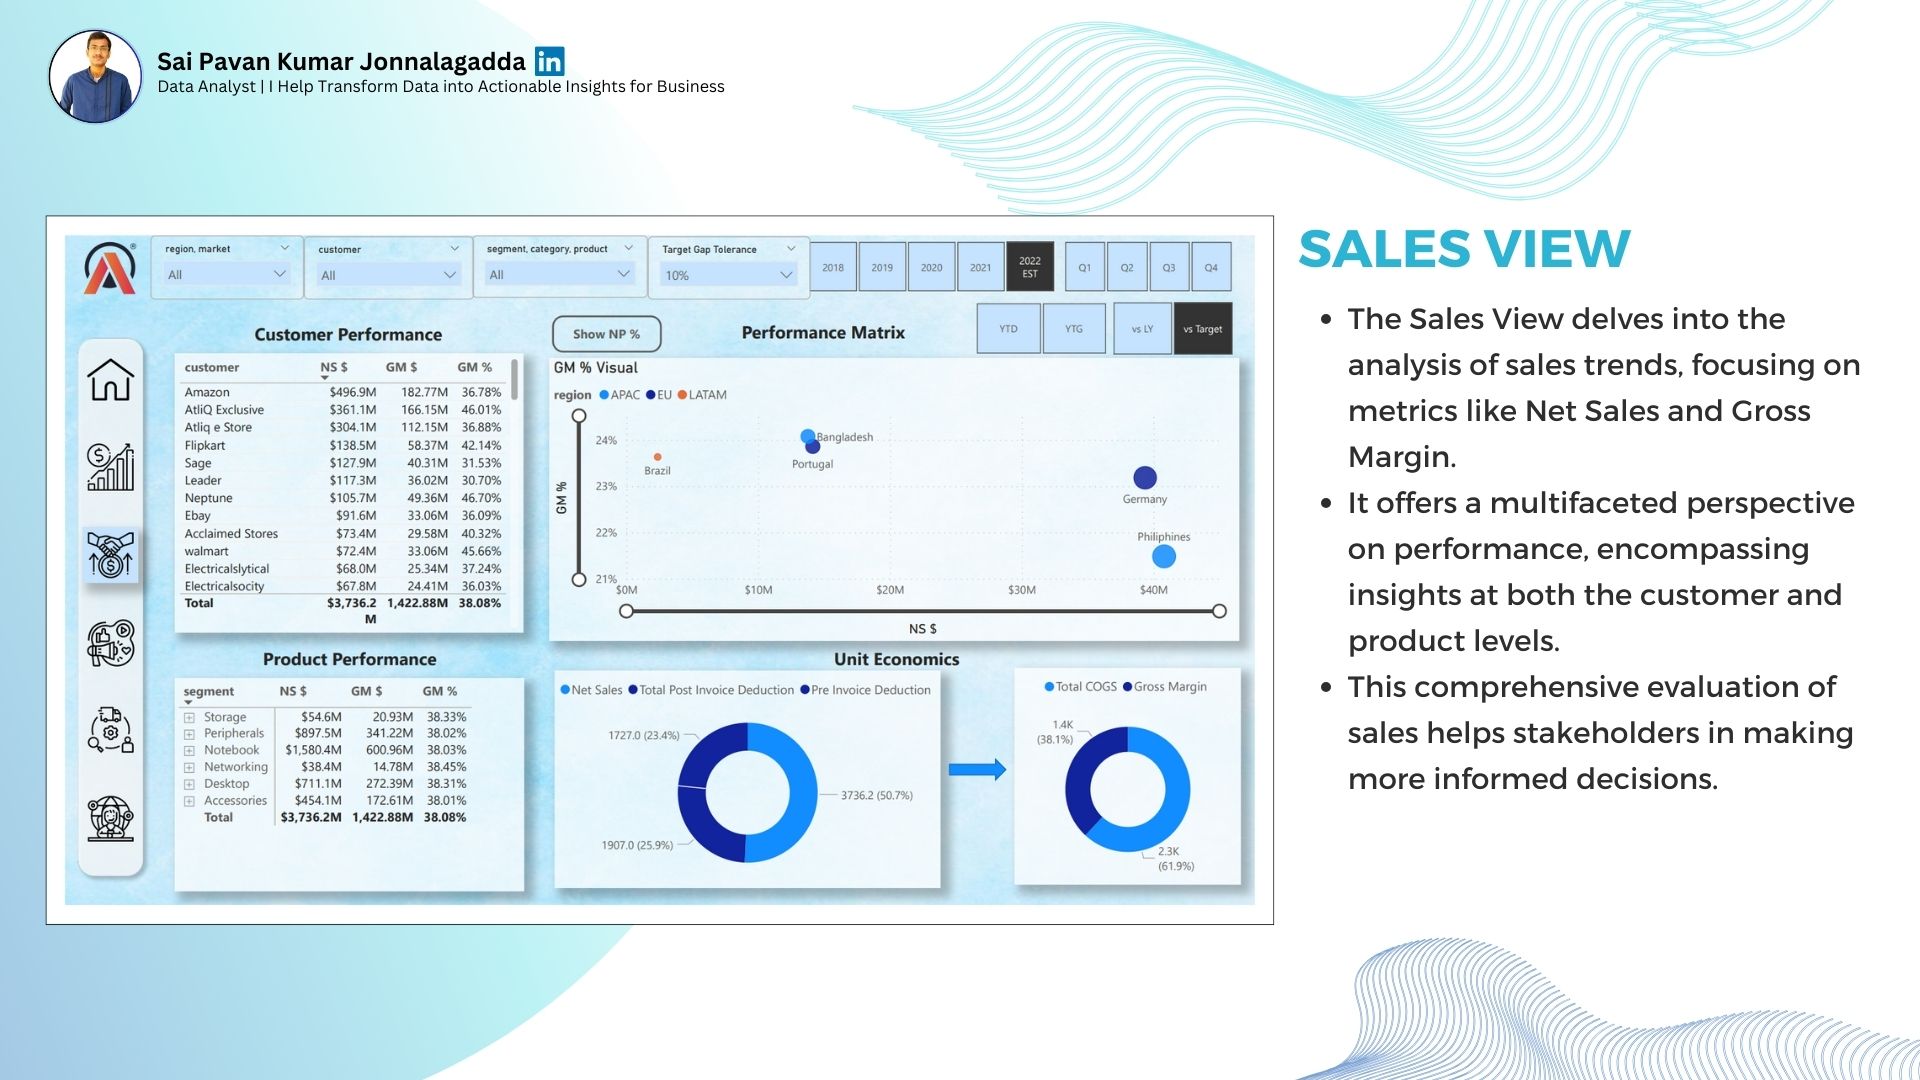 Sai Pavan Kumar Jonnalagadda in
Data Analyst | I Help Transform Data into Actionable Insights for Business
region, market
All
customer
All
segment, category, product
All
Target Gap Tolerance
10%
2018 2019 2020 2021 2022
EST
Q1 Q2 Q3 Q4
YTD YTG vs LY vs Target
Customer Performance
customer NS $ GM $ GM %
Amazon $496.9M 182.77M 36.78%
AtliQ Exclusive $361.1M 166.15M 46.01%
Atliq e Store $304.1M 112.15M 36.88%
Flipkart $138.5M 58.37M 42.14%
Sage $127.9M 40.31M 31.53%
Leader $117.3M 36.02M 30.70%
Neptune $105.7M 49.36M 46.70%
Ebay $91.6M 33.06M 36.09%
Acclaimed Stores $73.4M 29.58M 40.32%
walmart $72.4M 33.06M 45.66%
Electricalslytical $68.0M 25.34M 37.24%
Electricalsocity $67.8M 24.41M 36.03%
Total $3,736.2 1,422.88M 38.08%
M
Show NP %
Performance Matrix
GM % Visual
region APAC EU LATAM
GM %
24%
23%
22%
21%
Bangladesh
Portugal
Brazil
Germany
Philiphines
$0M $10M $20M $30M $40M
NS $
Product Performance
segment NS $ GM $ GM %
Storage $54.6M 20.93M 38.33%
Peripherals $897.5M 341.22M 38.02%
Notebook $1,580.4M 600.96M 38.03%
Networking $38.4M 14.78M 38.45%
Desktop $711.1M 272.39M 38.31%
Accessories $454.1M 172.61M 38.01%
Total $3,736.2M 1,422.88M 38.08%
Unit Economics
Net Sales Total Post Invoice Deduction Pre Invoice Deduction
1727.0 (23.4%)
3736.2 (50.7%)
1907.0 (25.9%)
Total COGS Gross Margin
1.4K
(38.1%)
2.3K
(61.9%)
SALES VIEW
• The Sales View delves into the
analysis of sales trends, focusing on
metrics like Net Sales and Gross
Margin.
• It offers a multifaceted perspective
on performance, encompassing
insights at both the customer and
product levels.
• This comprehensive evaluation of
sales helps stakeholders in making
more informed decisions.